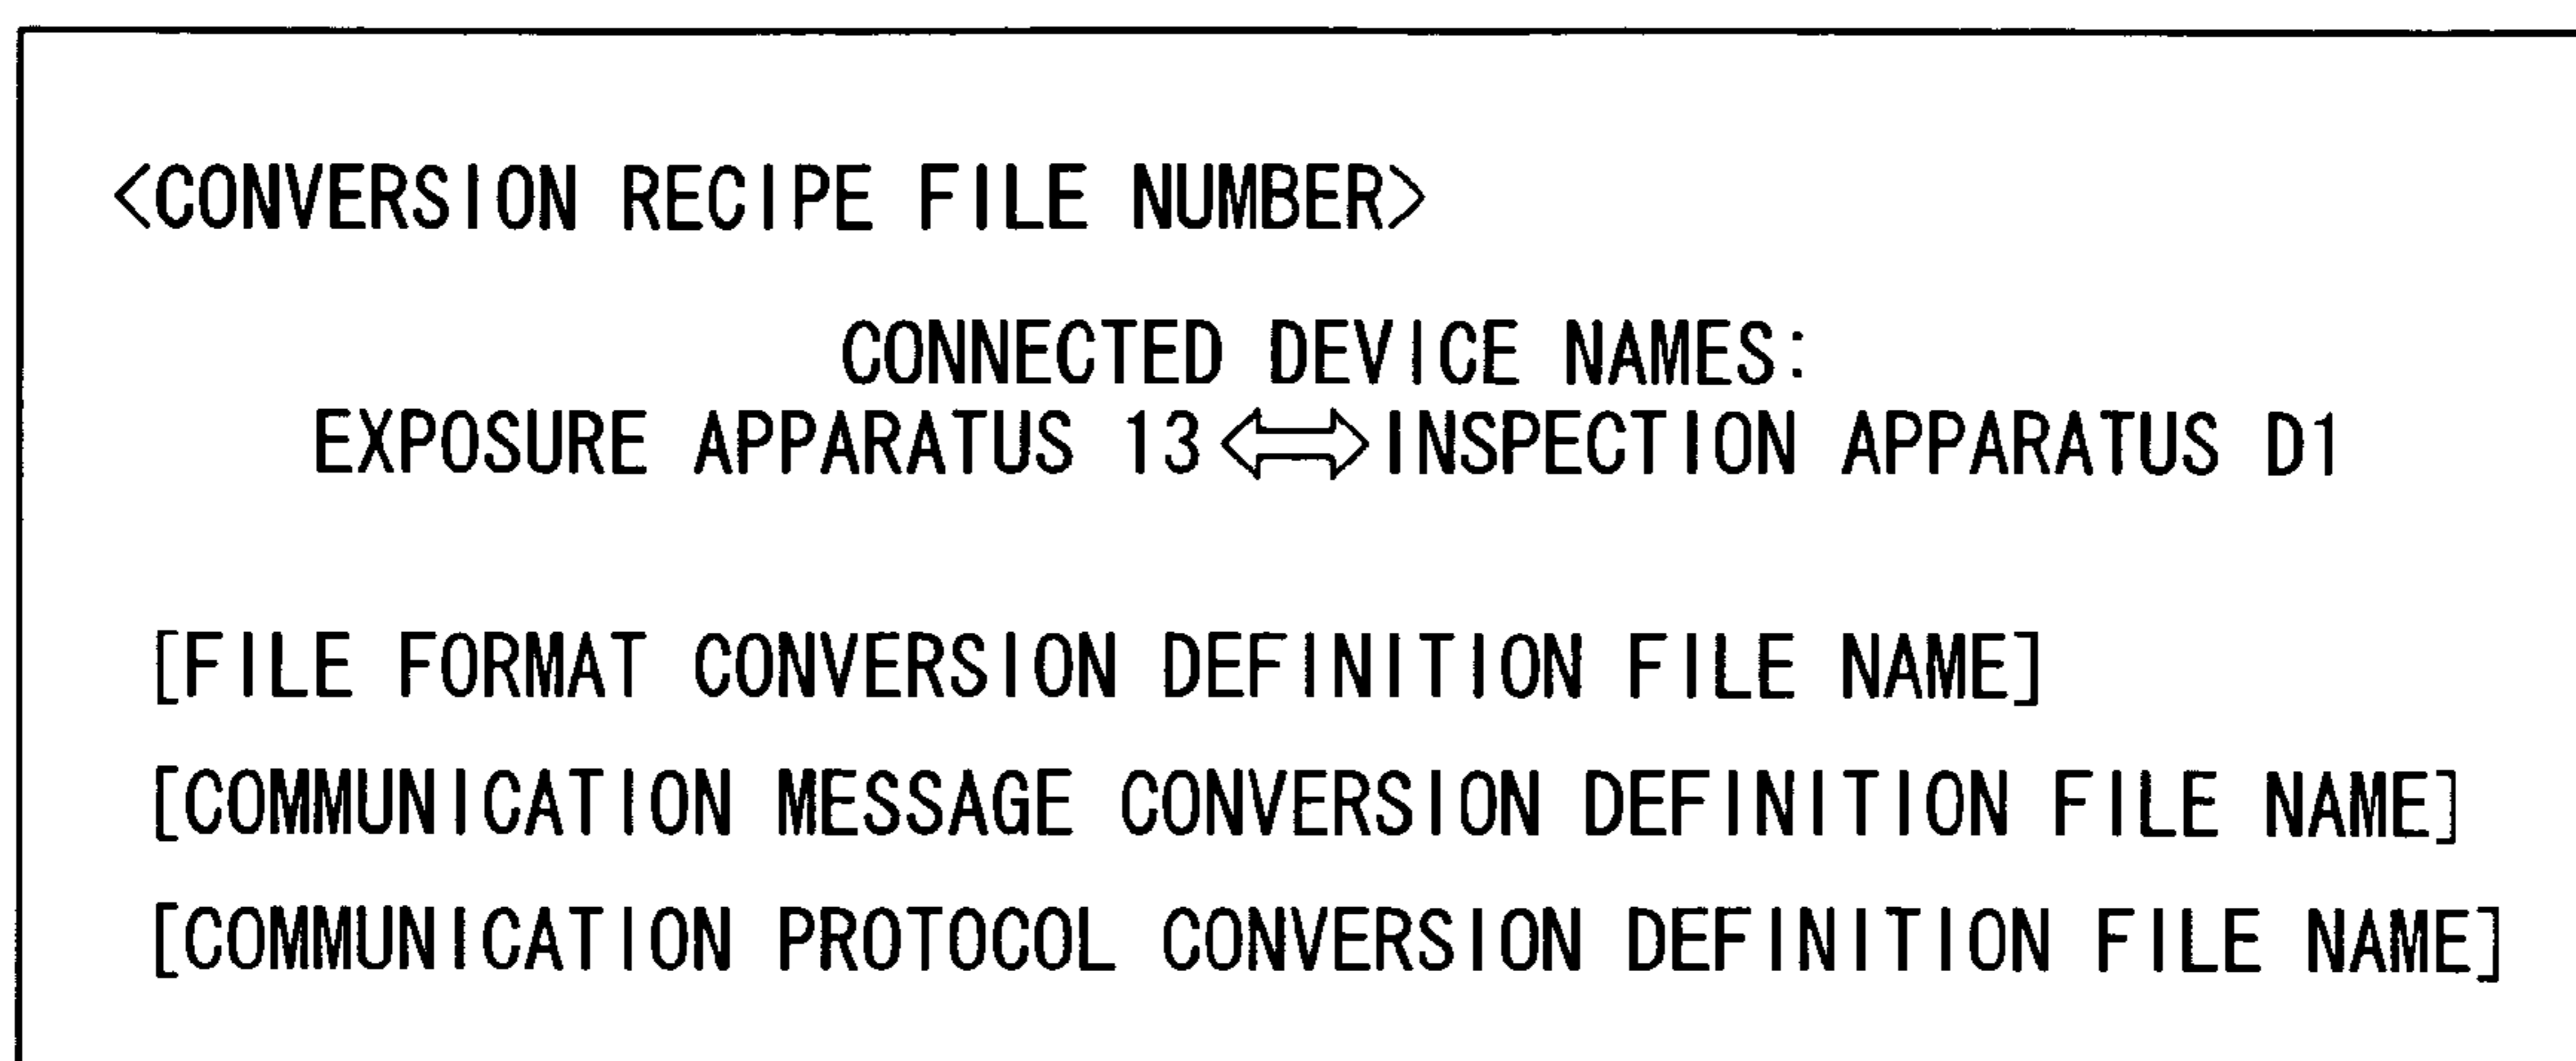 <CONVERSION RECIPE FILE NUMBER>
CONNECTED DEVICE NAMES:
EXPOSURE APPARATUS 13⇔INSPECTION APPARATUS D1
[FILE FORMAT CONVERSION DEFINITION FILE NAME]
[COMMUNICATION MESSAGE CONVERSION DEFINITION FILE NAME]
[COMMUNICATION PROTOCOL CONVERSION DEFINITION FILE NAME]